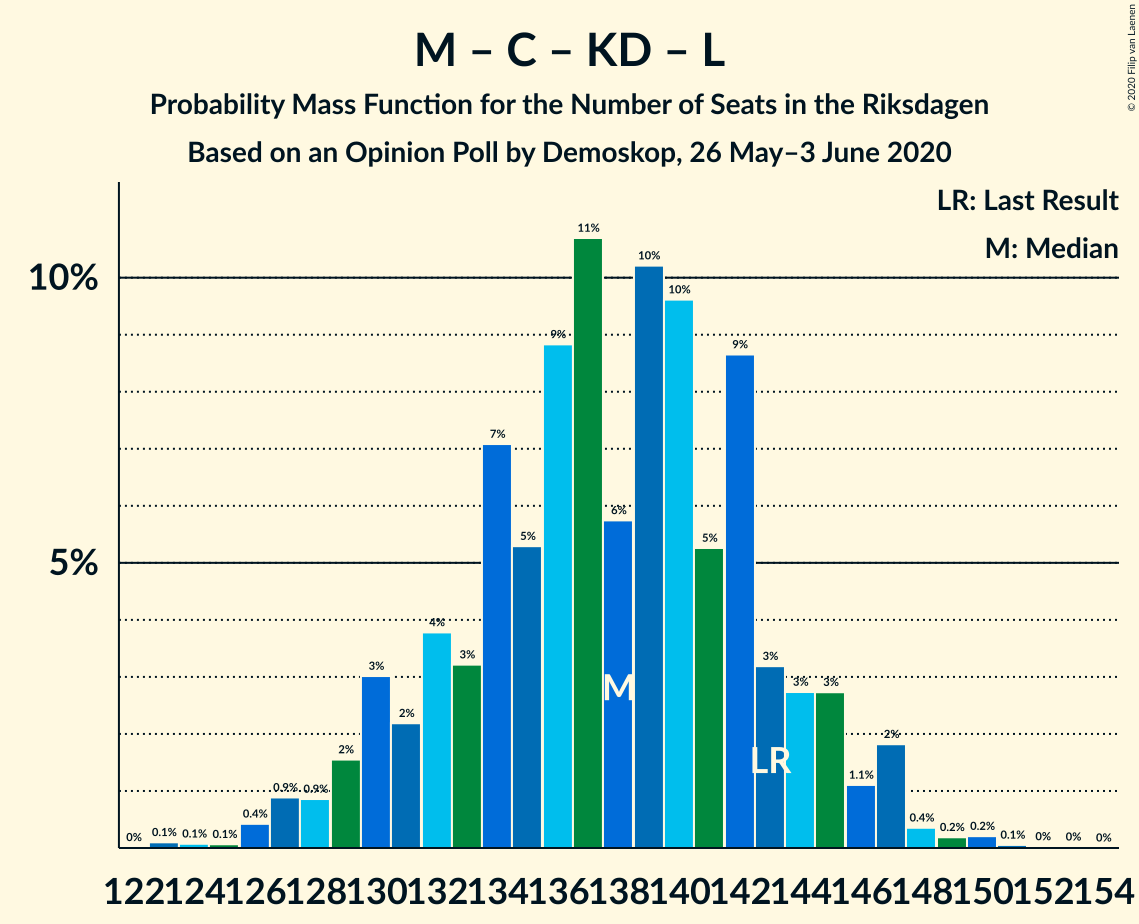 M – C – KD – L
Probability Mass Function for the Number of Seats in the Riksdagen
Based on an Opinion Poll by Demoskop, 26 May–3 June 2020
© 2020 Filip van Laenen
LR: Last Result
M: Median
10%
5%
0% 0.1% 0.1% 0.1% 0.4% 0.9% 0.9% 2% 3% 2% 4% 3% 7% 5% 9% 11% 6% 10% 10% 5% 9% 3% 3% 3% 1.1% 2% 0.4% 0.2% 0.2% 0.1% 0% 0% 0%
M
LR
122 124 126 128 130 132 134 136 138 140 142 144 146 148 150 152 154